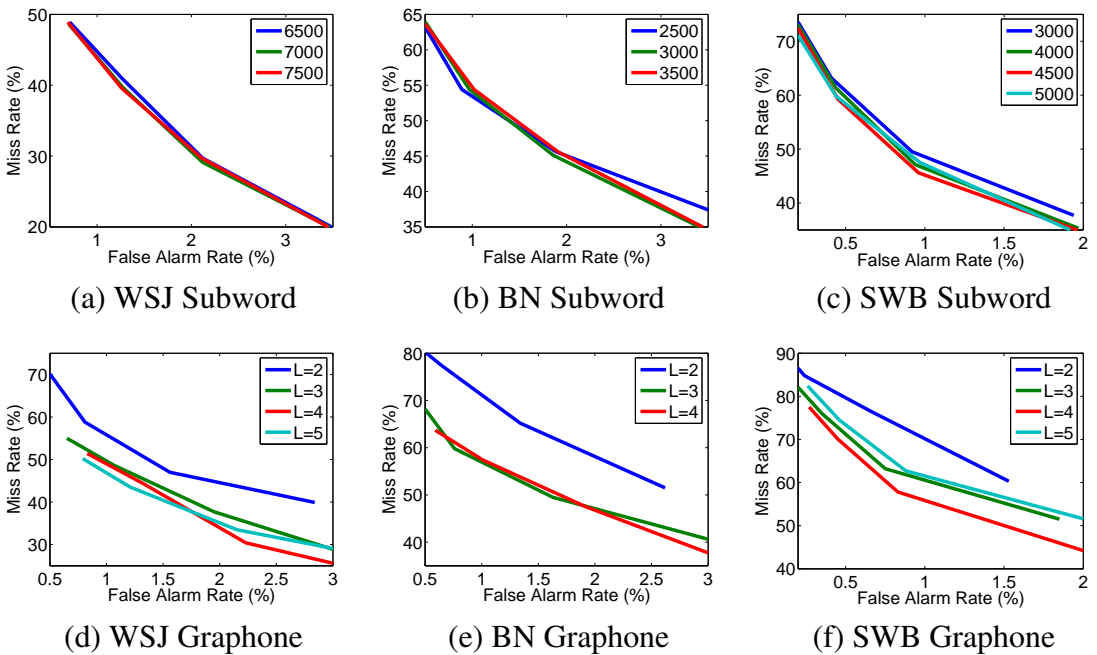 50
40
30
20
Miss Rate (%)
6500
7000
7500
1
2
3
False Alarm Rate (%)
(a) WSJ Subword
65
60
55
50
45
40
35
Miss Rate (%)
2500
3000
3500
1
2
3
False Alarm Rate (%)
(b) BN Subword
70
60
50
40
Miss Rate (%)
3000
4000
4500
5000
0.5
1
1.5
2
False Alarm Rate (%)
(c) SWB Subword
70
60
50
40
30
Miss Rate (%)
L=2
L=3
L=4
L=5
0.5
1
1.5
2
2.5
3
False Alarm Rate (%)
(d) WSJ Graphone
80
70
60
50
40
Miss Rate (%)
L=2
L=3
L=4
0.5
1
1.5
2
2.5
3
False Alarm Rate (%)
(e) BN Graphone
90
80
70
60
50
40
Miss Rate (%)
L=2
L=3
L=4
L=5
0.5
1
1.5
2
False Alarm Rate (%)
(f) SWB Graphone